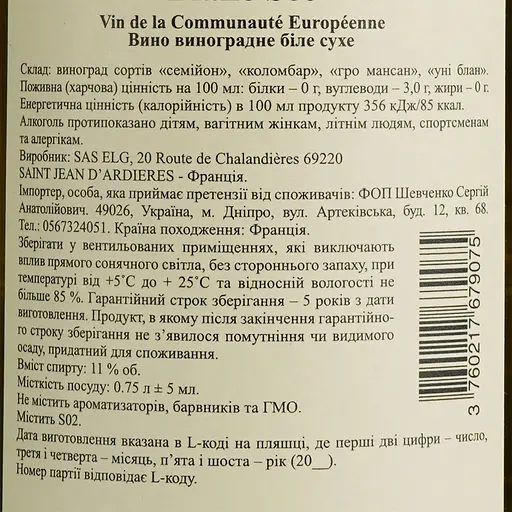 Vin de la Communauté Européenne
Вино виноградне біле сухе
Склад: виноград сортів «семійон», «коломбар», «гро мансан», «уні блан».
Поживна (харчова) цінність на 100 мл: білки – 0 г, вуглеводи – 3,0 г, жири – 0 г.
Енергетична цінність (калорійність) в 100 мл продукту 356 кДж/85 ккал.
Алкоголь протипоказано дітям, вагітним жінкам, літнім людям, спортсменам
та алергікам.
Виробник: SAS ELG, 20 Route de Chalandières 69220
SAINT JEAN D'ARDIERES - Франція.
Імпортер, особа, яка приймає претензії від споживачів: ФОП Шевченко Сергій
Анатолійович. 49026, Україна, м. Дніпро, вул. Артеківська, буд. 12, кв. 68.
Тел.: 0567324051. Країна походження: Франція.
Зберігати у вентильованих приміщеннях, які виключають
вплив прямого сонячного світла, без стороннього запаху, при
температурі від +5˚С до + 25˚С та відносній вологості не
більше 85 %. Гарантійний строк зберігання – 5 років з дати
виготовлення. Продукт, в якому після закінчення гарантійно-
го строку зберігання не з’явилося помутніння чи видимого
осаду, придатний для споживання.
Вміст спирту: 11 % об.
Місткість посуду: 0.75 л ± 5 мл.
Не містить ароматизаторів, барвників та ГМО.
Містить S02.
Дата виготовлення вказана в L-коді на пляшці, де перші дві цифри – число,
третя і четверта – місяць, п’ята і шоста – рік (20__).
Номер партії відповідає L-коду.
3 760217 679075